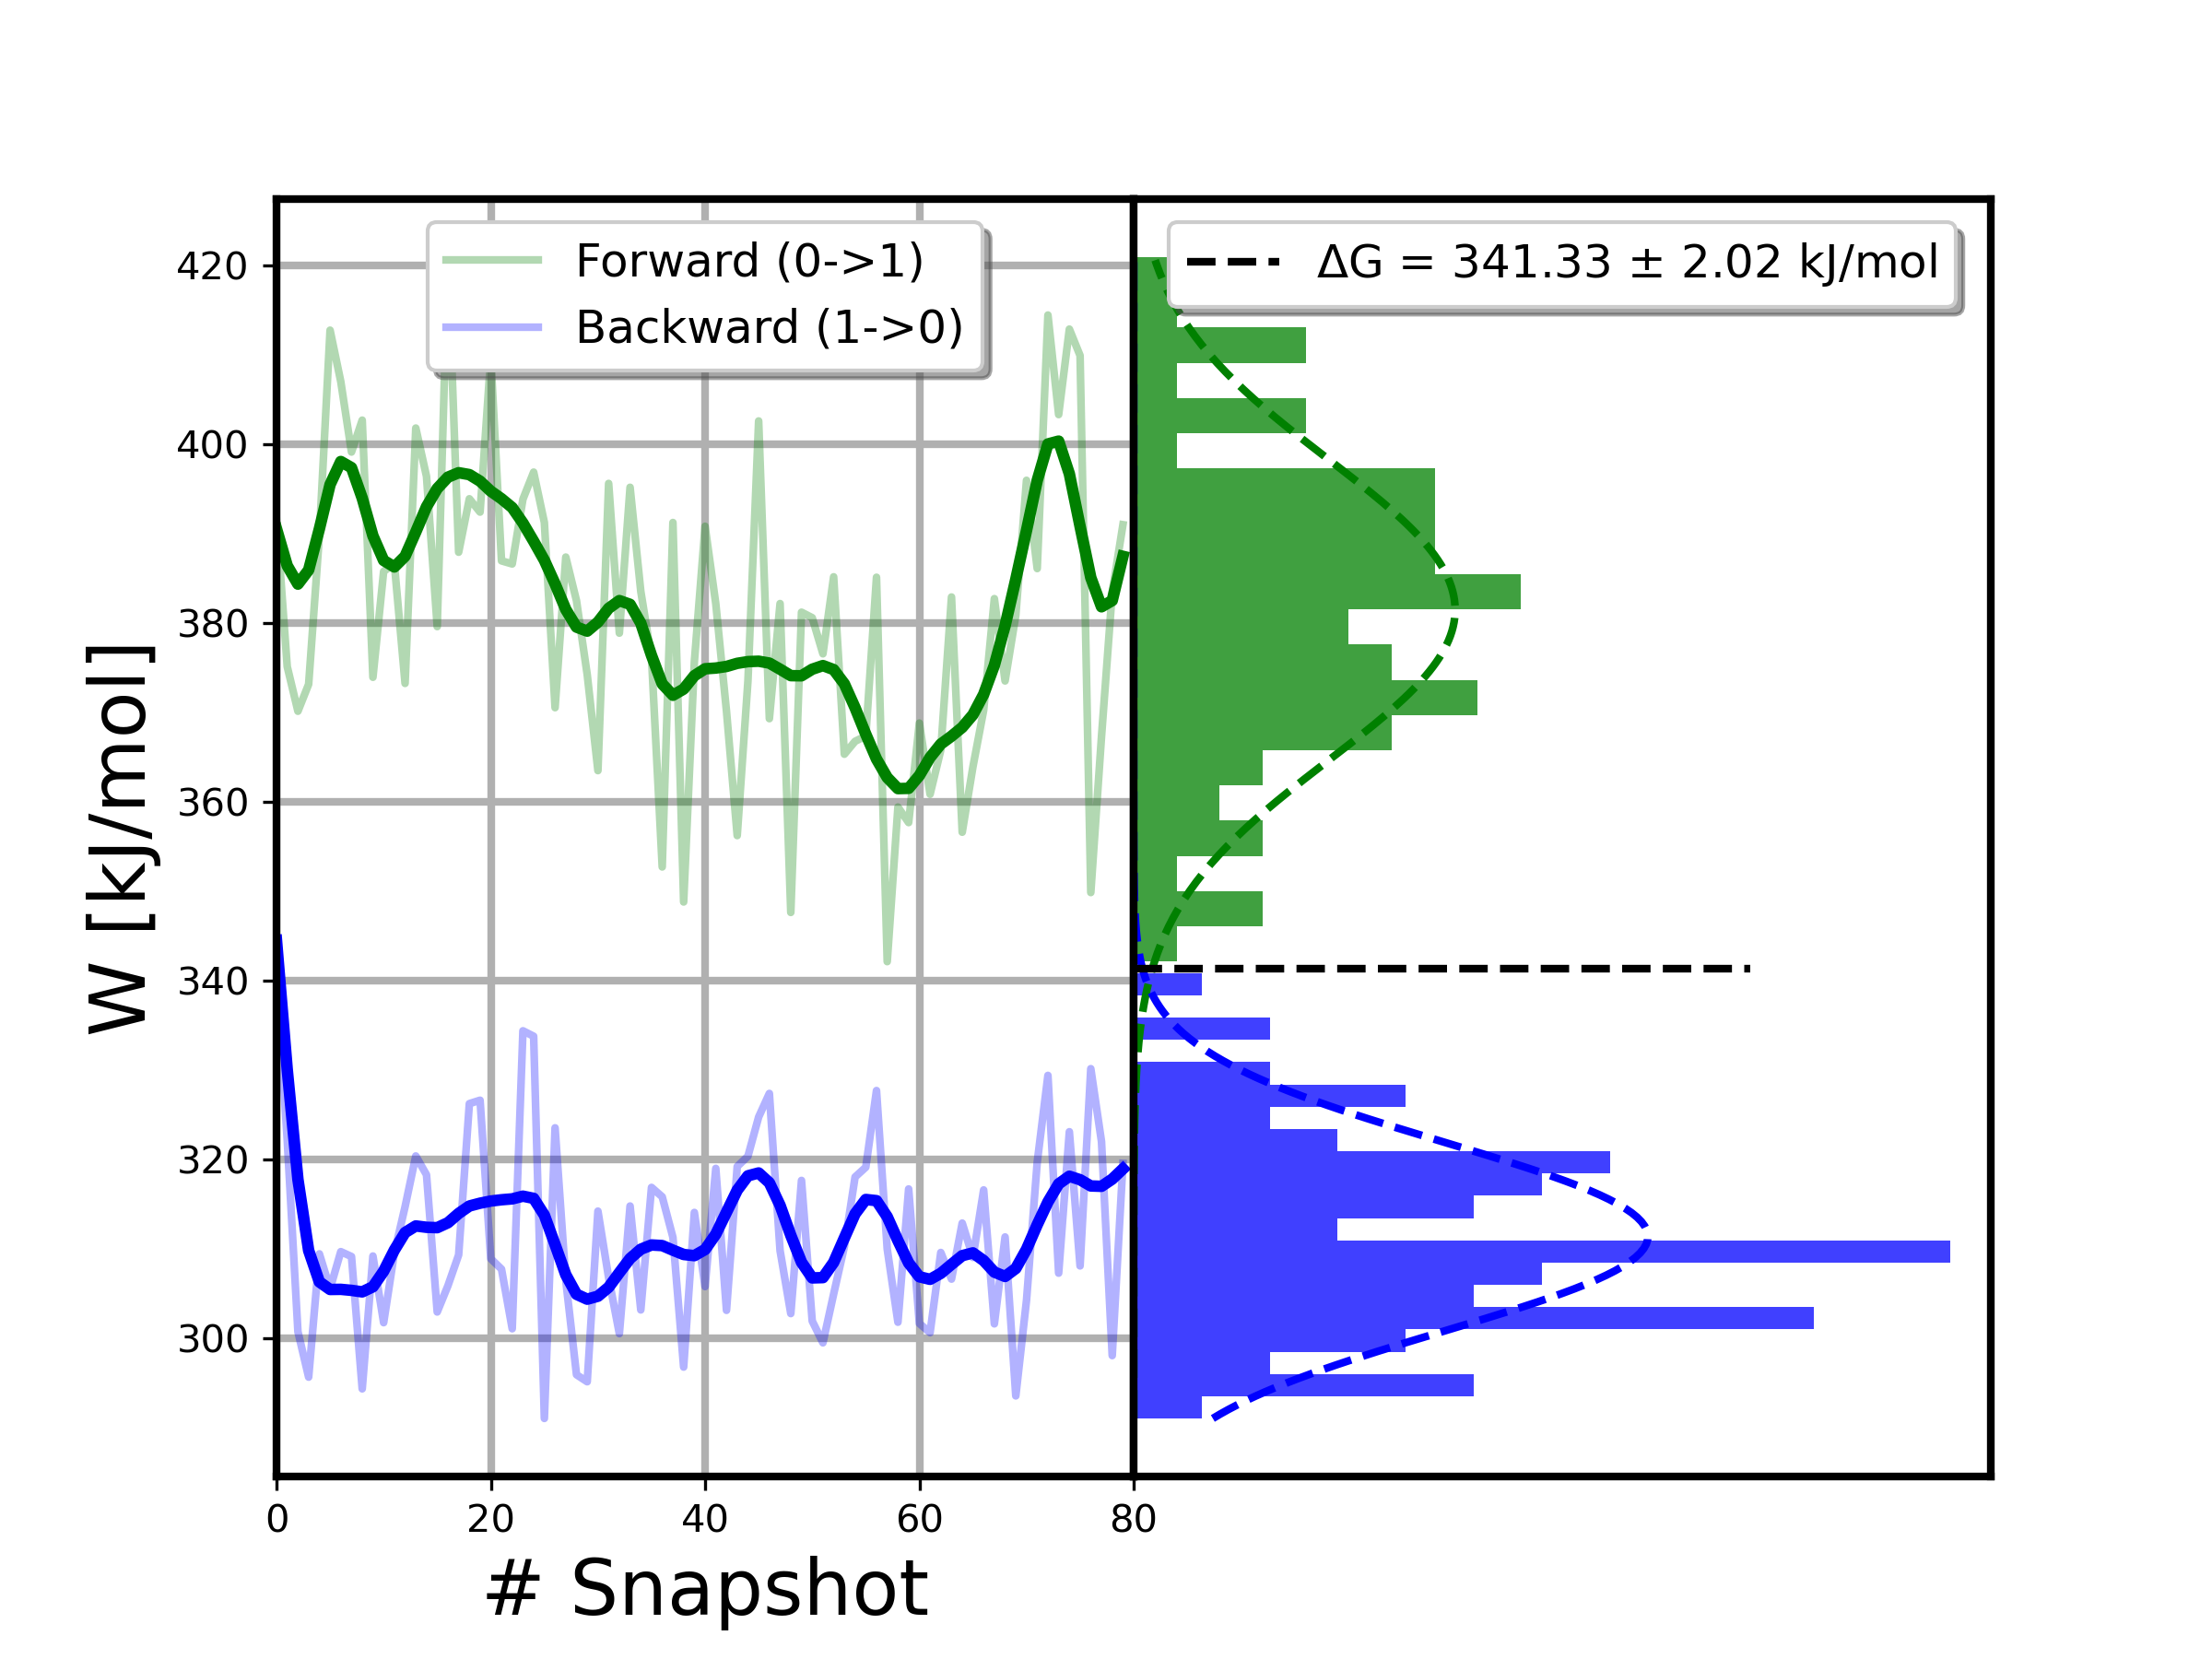 Forward (0->1)
Backward (1->0)
ΔG = 341.33 ± 2.02 kJ/mol
W [kJ/mol]
420
400
380
360
340
320
300
0 20 40 60 80
# Snapshot